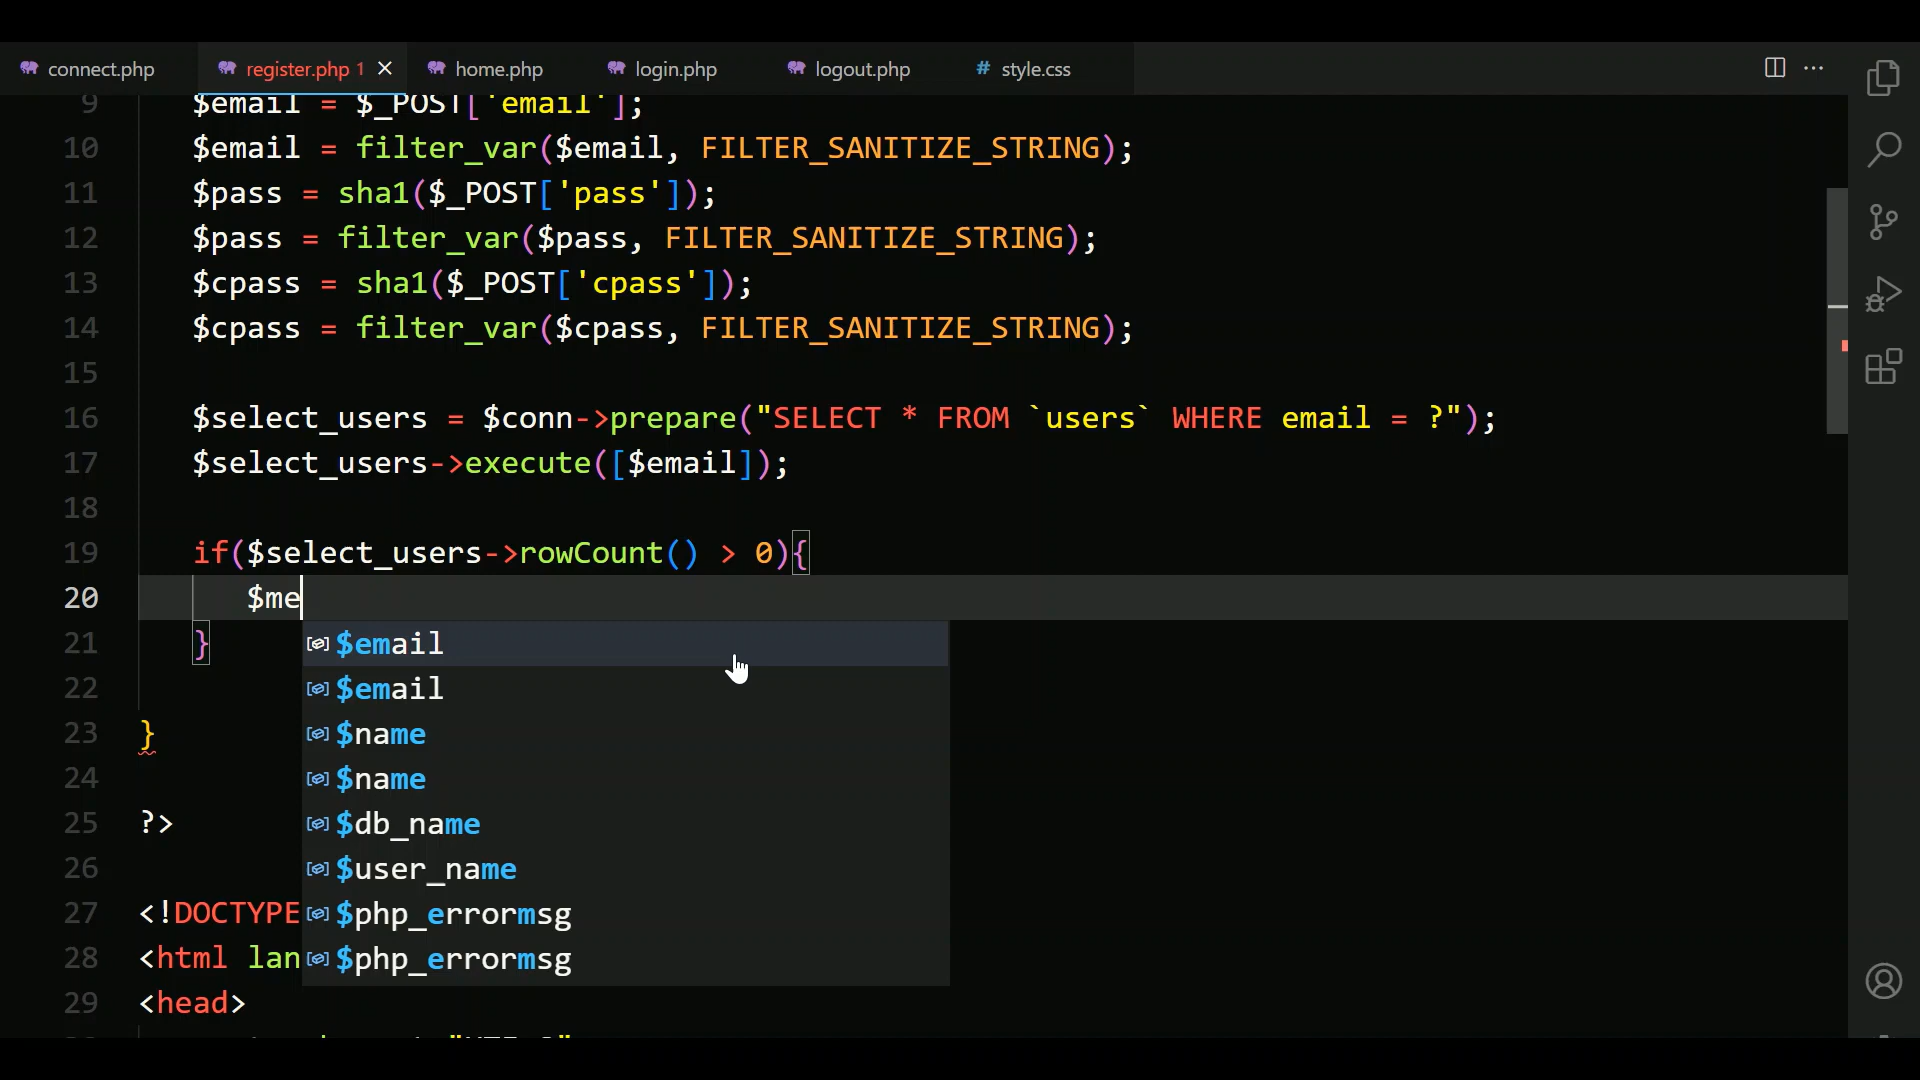 connect.php
register.php 1
home.php
login.php
logout.php
# style.css
9 $email = $_POST['email'];
10 $email = filter_var($email, FILTER_SANITIZE_STRING);
11 $pass = sha1($_POST['pass']);
12 $pass = filter_var($pass, FILTER_SANITIZE_STRING);
13 $cpass = sha1($_POST['cpass']);
14 $cpass = filter_var($cpass, FILTER_SANITIZE_STRING);
15
16 $select_users = $conn->prepare("SELECT * FROM `users` WHERE email = ?");
17 $select_users->execute([$email]);
18
19 if($select_users->rowCount() > 0){
20 $me
21 }
$email
22
$email
23 }
$name
24
$name
25 ?>
$db_name
26
$user_name
27 <!DOCTYPE
$php_errormsg
28 <html lan
$php_errormsg
29 <head>